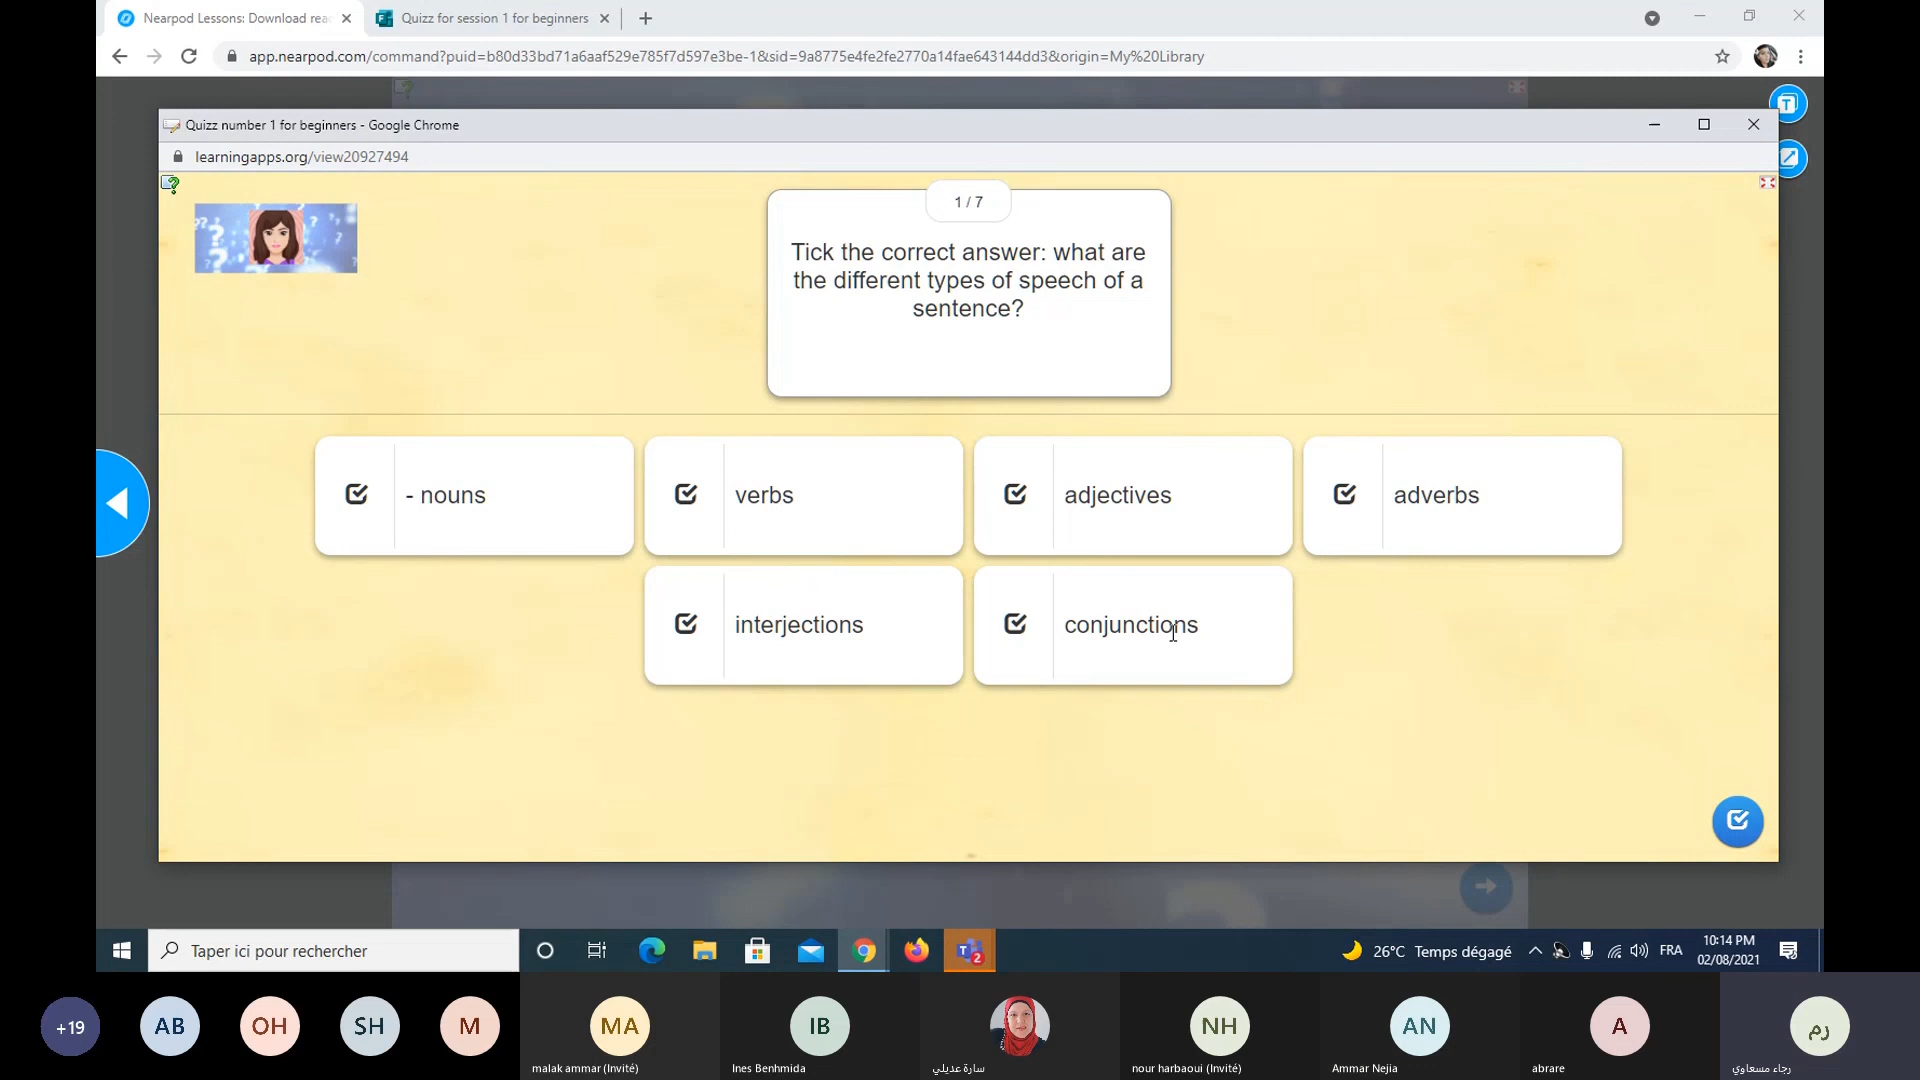 Nearpod Lessons: Download rea
Quizz for session 1 for beginners
app.nearpod.com/command?puid=b80d33bd71a6aaf529e785f7d597e3be-1&sid=9a8775e4fe2fe2770a14fae643144dd3&origin=My%20Library
Quizz number 1 for beginners - Google Chrome
learningapps.org/view20927494
1 / 7
Tick the correct answer: what are
the different types of speech of a
sentence?
- nouns
verbs
adjectives
adverbs
interjections
conjunctions
Taper ici pour rechercher
26°C Temps dégagé
FRA
10:14 PM
02/08/2021
2
+19
AB
OH
SH
M
MA
IB
NH
AN
A
رم
malak ammar (Invité)
Ines Benhmida
سارة عديلي
nour harbaoui (Invité)
Ammar Nejia
abrare
رجاء مسعاوي